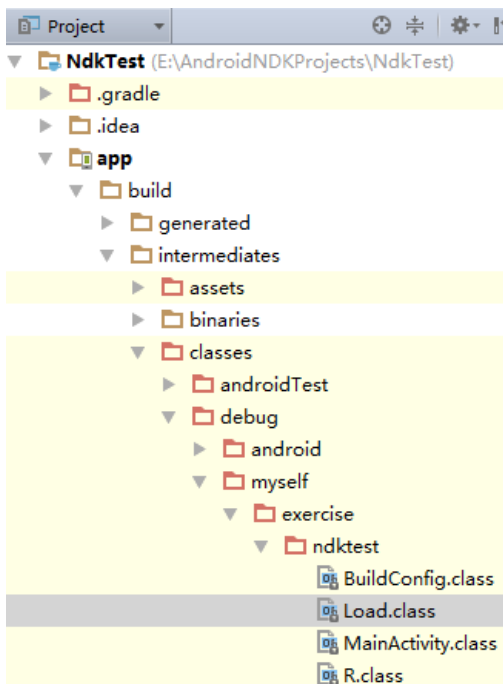 Project
NdkTest (E:\AndroidNDKProjects\NdkTest)
.gradle
.idea
app
build
generated
intermediates
assets
binaries
classes
androidTest
debug
android
myself
exercise
ndktest
BuildConfig.class
Load.class
MainActivity.class
R.class